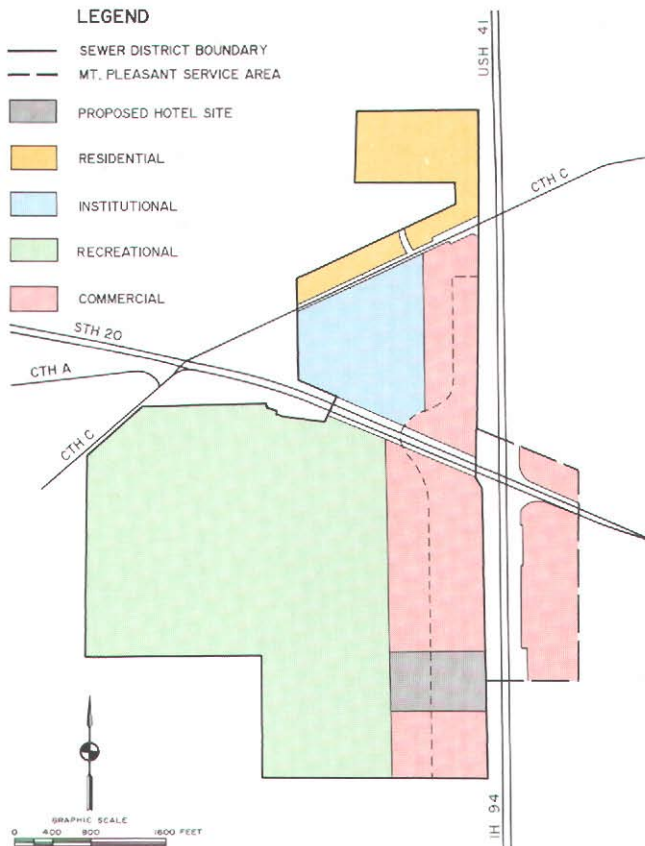 LEGEND
SEWER DISTRICT BOUNDARY
MT. PLEASANT SERVICE AREA
PROPOSED HOTEL SITE
RESIDENTIAL
INSTITUTIONAL
RECREATIONAL
COMMERCIAL
USH 41
CTH C
STH 20
CTH A
CTH C
IH 94
GRAPHIC SCALE
0 400 800 1600 FEET